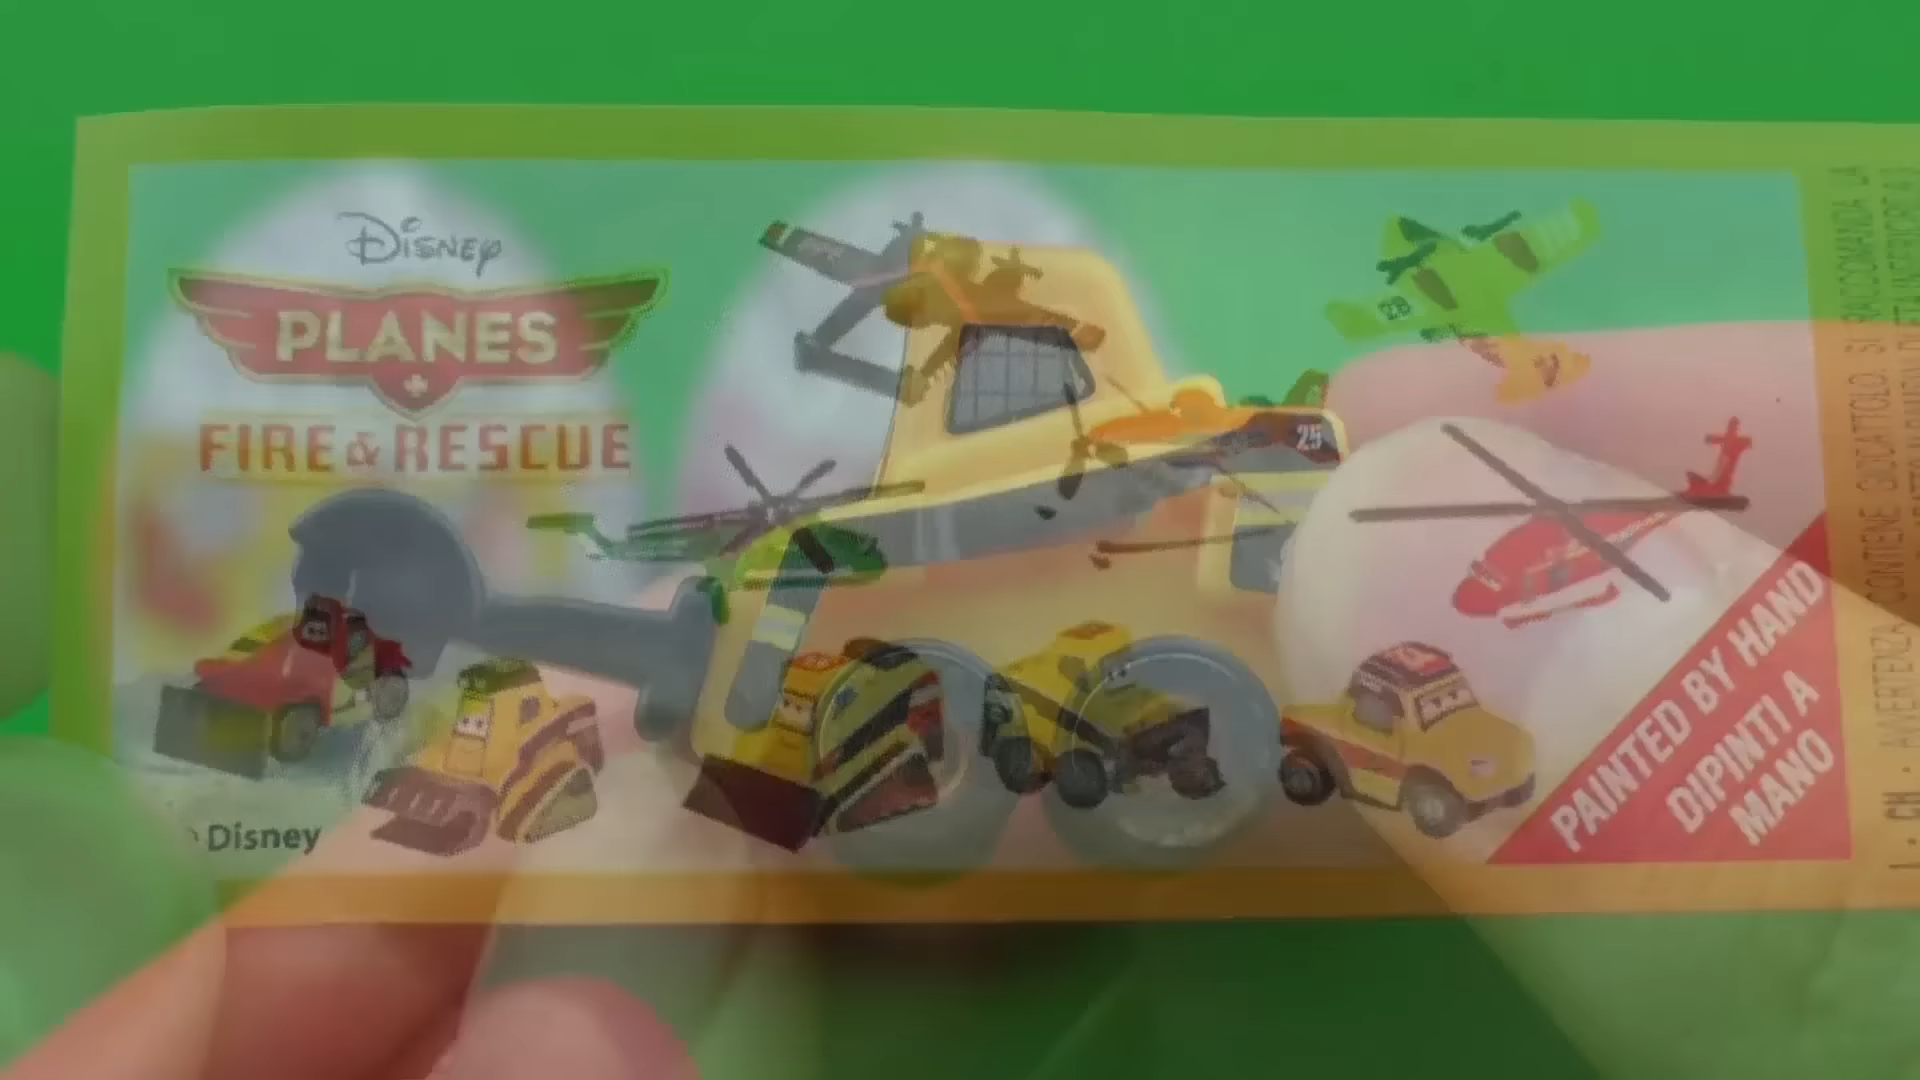 Disney
PLANES
FIRE & RESCUE
28
25
PAINTED BY HAND
DIPINTI A
MANO
Disney